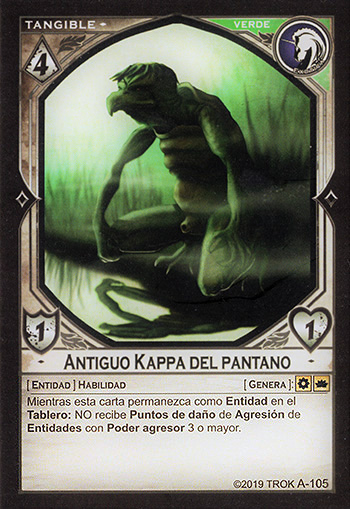 TANGIBLE
VERDE
4
1
1
ANTIGUO KAPPA DEL PANTANO
[ ENTIDAD ] HABILIDAD
[ GENERA ]:
Mientras esta carta permanezca como Entidad en el
Tablero: NO recibe Puntos de daño de Agresión de
Entidades con Poder agresor 3 o mayor.
©2019 TROK A-105